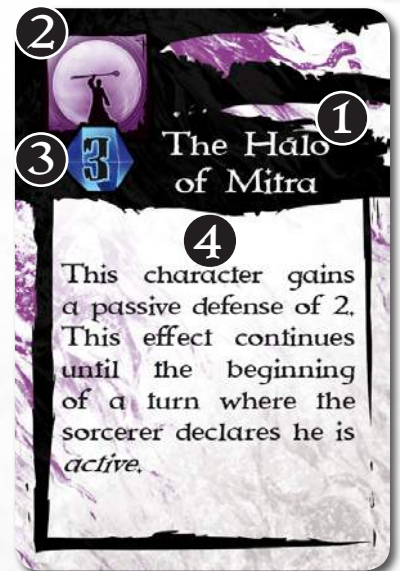 2
1
3
3
The Halo
of Mitra
4
This character gains
a passive defense of 2.
This effect continues
until the beginning
of a turn where the
sorcerer declares he is
active.